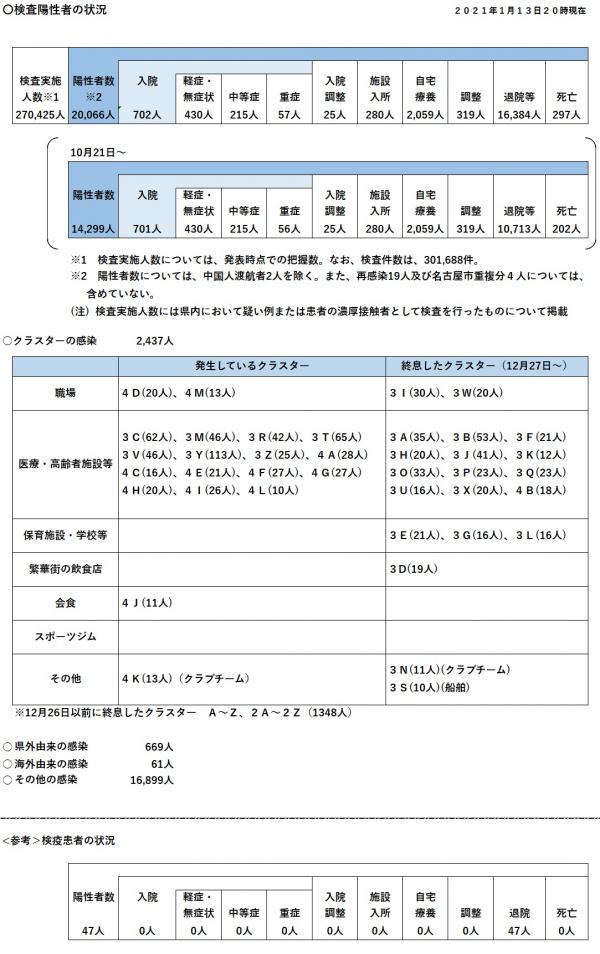 〇検査陽性者の状況
２０２１年１月１３日２０時現在
検査実施人数※1 陽性者数※2 入院 軽症・無症状 中等症 重症 入院調整 施設入所 自宅療養 調整 退院等 死亡
270,425人 20,066人 702人 430人 215人 57人 25人 280人 2,059人 319人 16,384人 297人
10月21日～
陽性者数 入院 軽症・無症状 中等症 重症 入院調整 施設入所 自宅療養 調整 退院等 死亡
14,299人 701人 430人 215人 56人 25人 280人 2,059人 319人 10,713人 202人
※1　検査実施人数については、発表時点での把握数。なお、検査件数は、301,688件。
※2　陽性者数については、中国人渡航者2人を除く。また、再感染19人及び名古屋市重複分４人については、
含めていない。
（注）検査実施人数には県内において疑い例または患者の濃厚接触者として検査を行ったものについて掲載
○クラスターの感染　2,437人
発生しているクラスター 終息したクラスター（12月27日～）
職場 ４Ｄ(20人)、４Ｍ(13人) ３Ｉ(30人)、３Ｗ(20人)
医療・高齢者施設等
３Ｃ(62人)、３Ｍ(46人)、３Ｒ(42人)、３Ｔ(65人) ３Ａ(35人)、３Ｂ(53人)、３Ｆ(21人)
３Ｖ(46人)、３Ｙ(113人)、３Ｚ(25人)、４Ａ(28人) ３Ｈ(20人)、３Ｊ(41人)、３Ｋ(12人)
４Ｃ(16人)、４Ｅ(21人)、４Ｆ(27人)、４Ｇ(27人) ３Ｏ(33人)、３Ｐ(23人)、３Ｑ(23人)
４Ｈ(20人)、４Ｉ(26人)、４Ｌ(10人) ３Ｕ(16人)、３Ｘ(20人)、４Ｂ(18人)
保育施設・学校等 ３Ｅ(21人)、３Ｇ(16人)、３Ｌ(16人)
繁華街の飲食店 ３Ｄ(19人)
会食 ４Ｊ(11人)
スポーツジム
その他 ４Ｋ(13人)（クラブチーム） ３Ｎ(11人)(クラブチーム)
３Ｓ(10人)(船舶)
※12月26日以前に終息したクラスター　Ａ～Ｚ、２Ａ～２Ｚ（1348人）
○県外由来の感染　669人
○海外由来の感染　61人
○その他の感染　16,899人
<参考>検疫患者の状況
陽性者数 入院 軽症・無症状 中等症 重症 入院調整 施設入所 自宅療養 調整 退院 死亡
47人 0人 0人 0人 0人 0人 0人 0人 0人 47人 0人